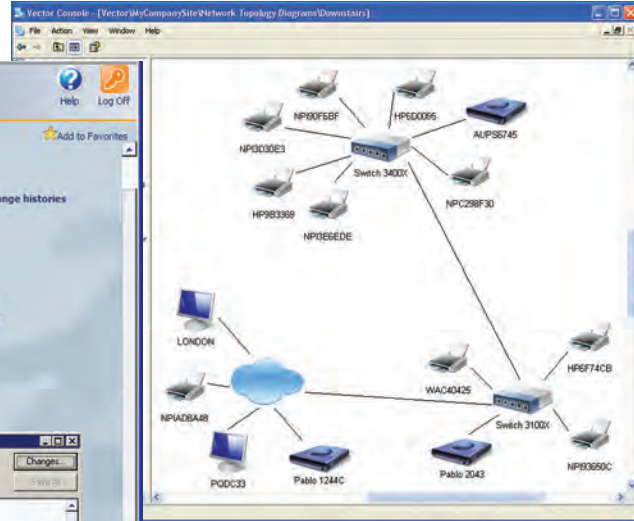 Vector Console - [Vector\MyCompanySite\Network Topology Diagrams\Downstairs]
File Action View Window Help
Help Log Off
Add to Favorites
nge histories
Changes...
NPI90F6BF
HP6D0095
AUPS6745
NPI3D30E3
Switch 3400X
NPC298F30
HP9B3369
NPI3E6EDE
LONDON
HP6F74CB
WAC40425
NPIAD8A48
Switch 3100X
PODC33
Pablo 1244C
Pablo 2043
NPI93650C